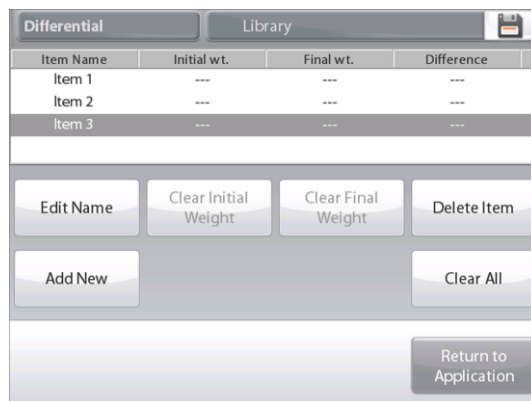 Differential Library
Item Name Initial wt. Final wt. Difference
Item 1 --- --- ---
Item 2 --- --- ---
Item 3 --- --- ---
Edit Name Clear Initial Weight Clear Final Weight Delete Item
Add New Clear All
Return to
Application